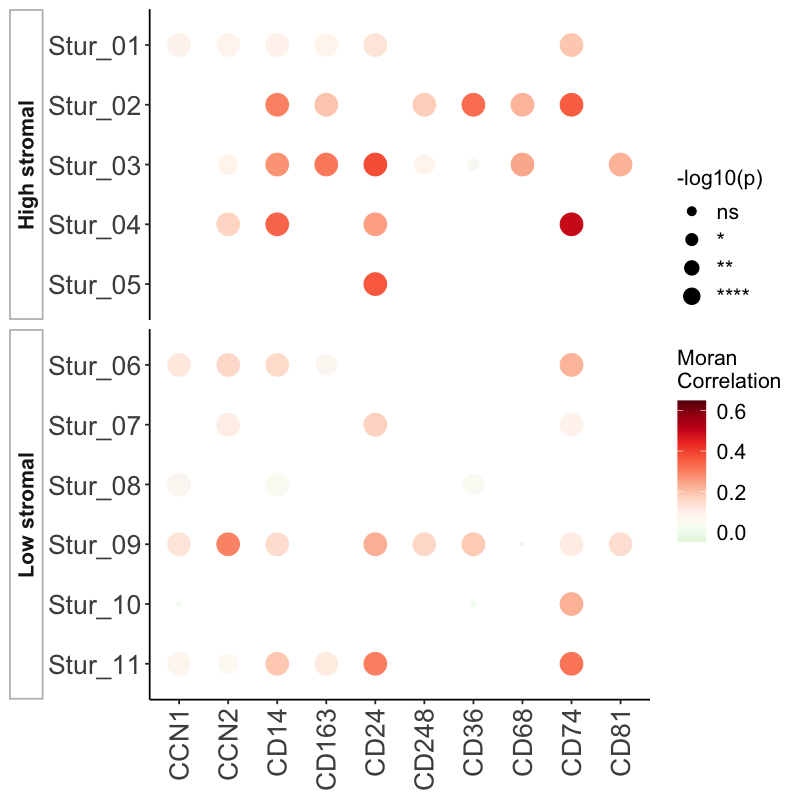 High stromal
Stur_01
Stur_02
Stur_03
Stur_04
Stur_05
Low stromal
Stur_06
Stur_07
Stur_08
Stur_09
Stur_10
Stur_11
CCN1
CCN2
CD14
CD163
CD24
CD248
CD36
CD68
CD74
CD81
-log10(p)
ns
*
**
****
Moran
Correlation
0.6
0.4
0.2
0.0